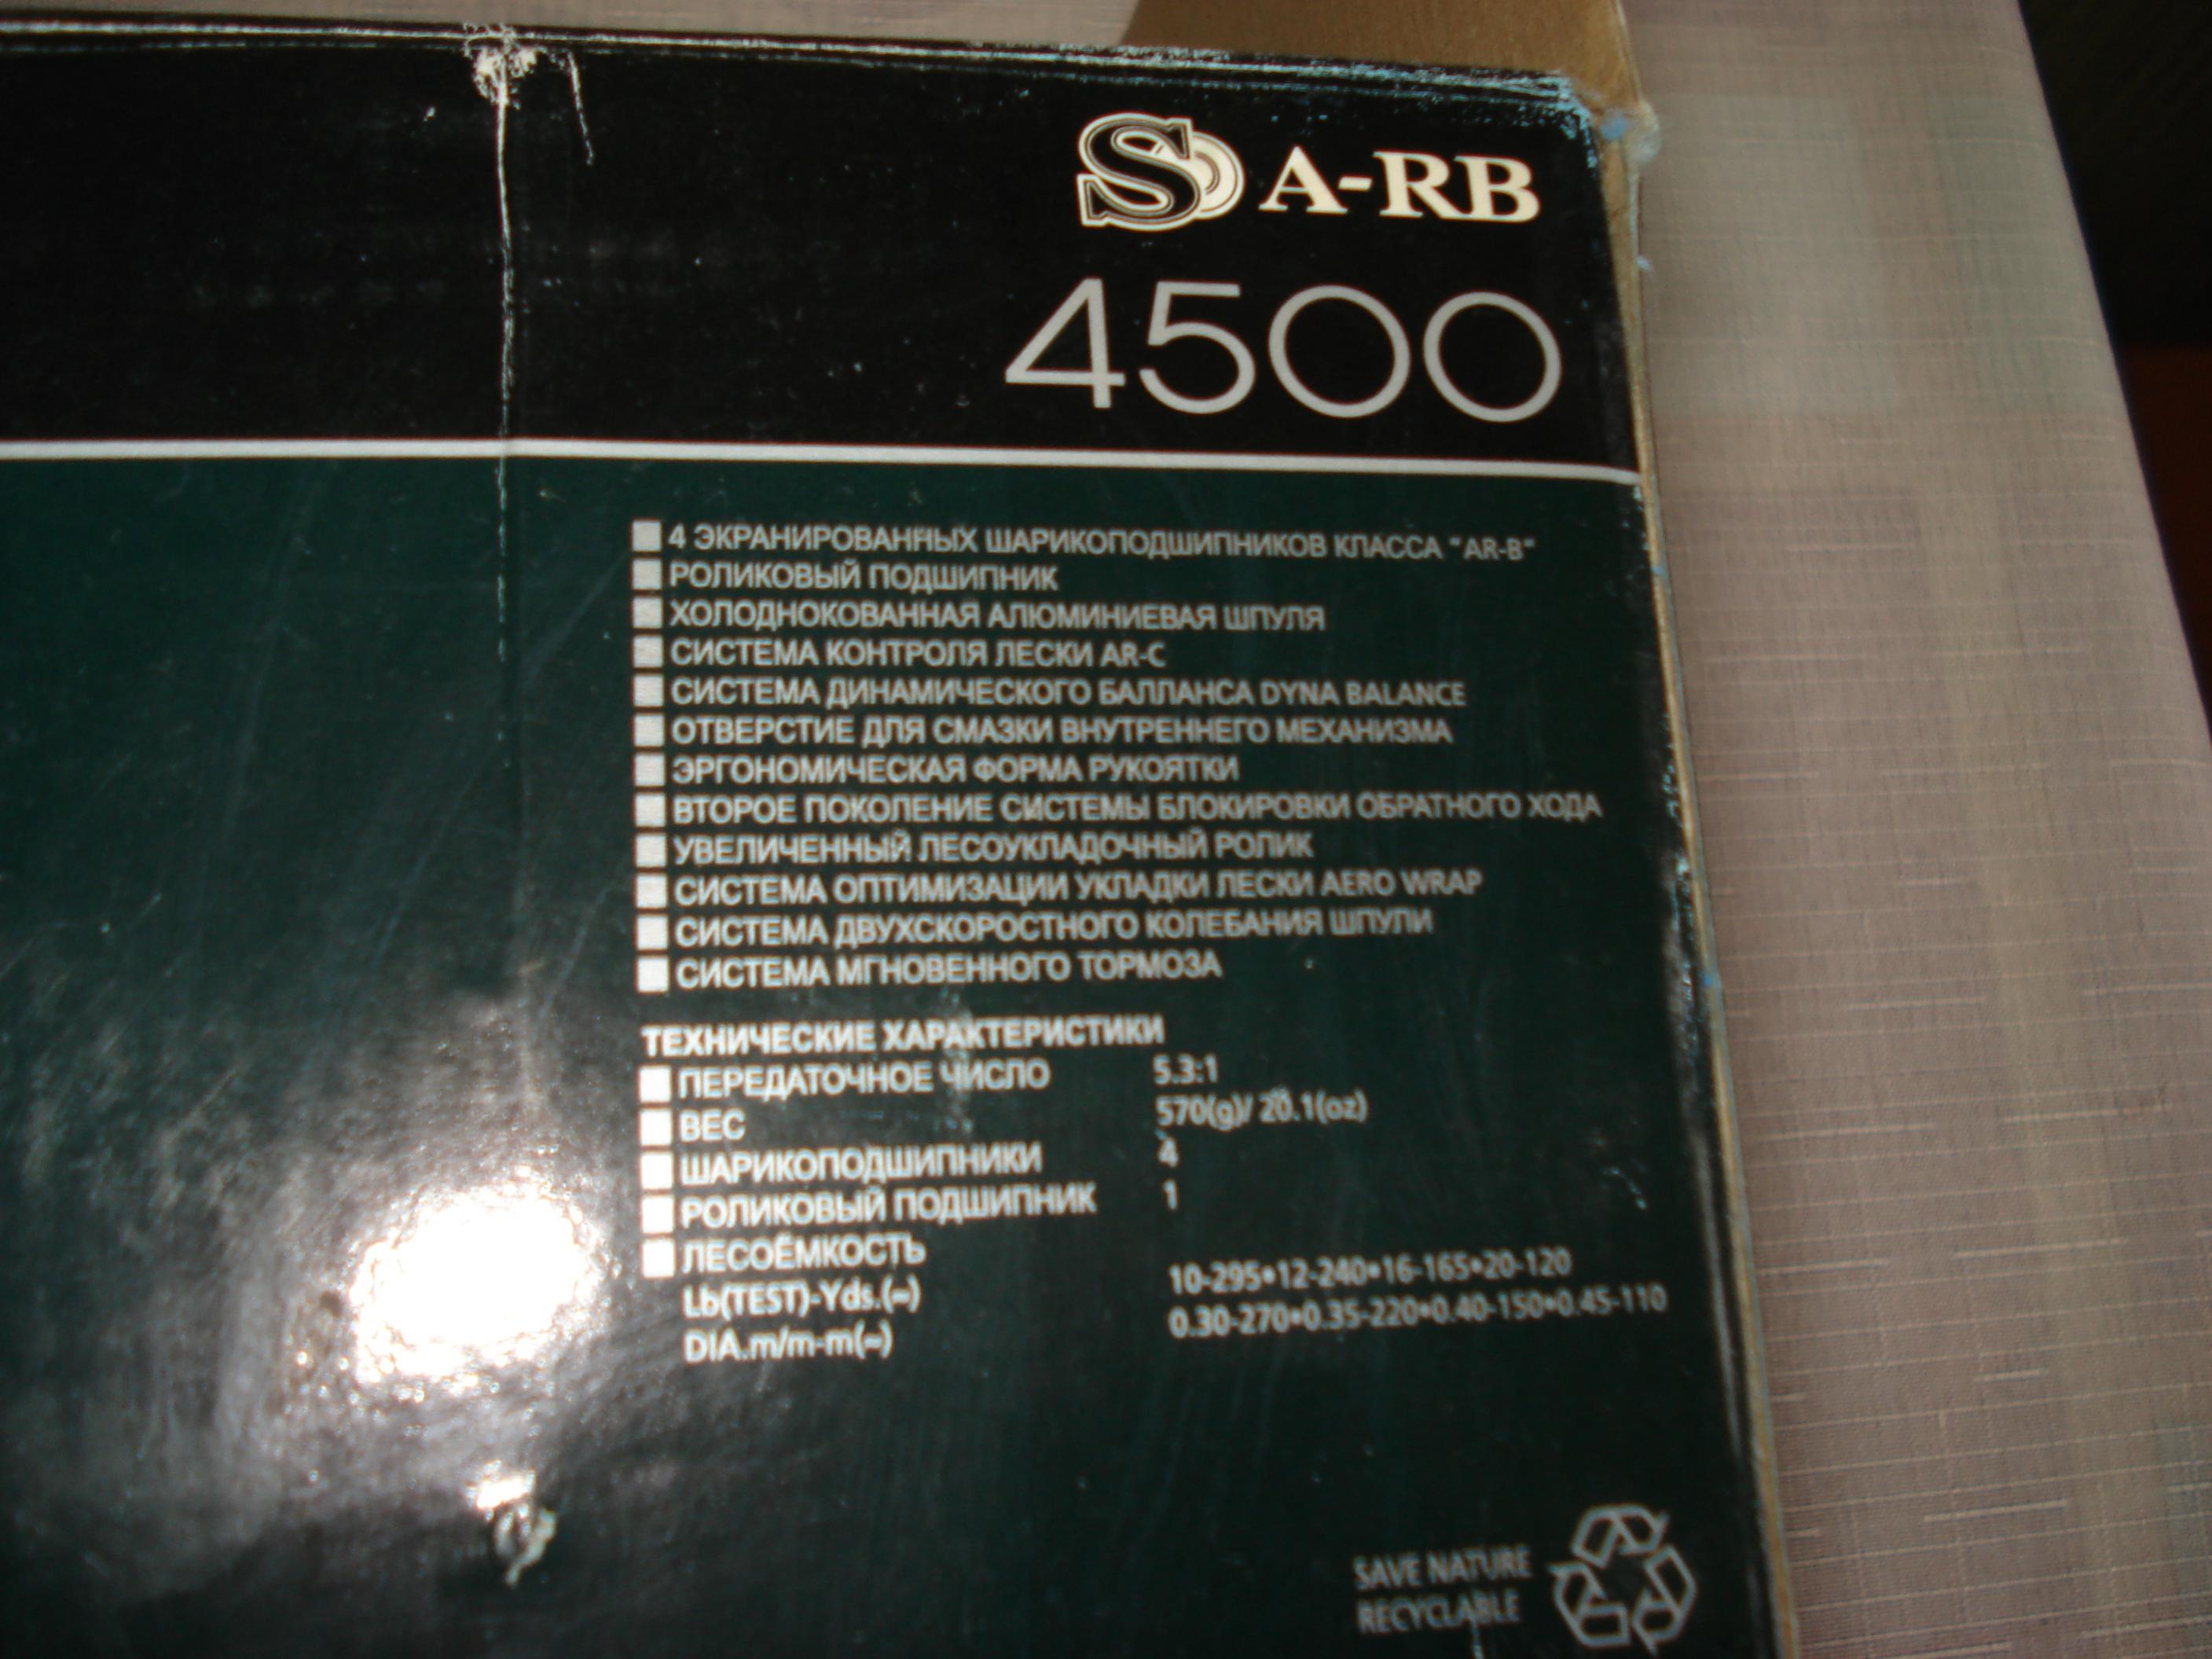 S A-RB
4500
4 ЭКРАНИРОВАННЫХ ШАРИКОПОДШИПНИКОВ КЛАССА "AR-B"
РОЛИКОВЫЙ ПОДШИПНИК
ХОЛОДНОКОВАННАЯ АЛЮМИНИЕВАЯ ШПУЛЯ
СИСТЕМА КОНТРОЛЯ ЛЕСКИ AR-C
СИСТЕМА ДИНАМИЧЕСКОГО БАЛЛАНСА DYNA BALANCE
ОТВЕРСТИЕ ДЛЯ СМАЗКИ ВНУТРЕННЕГО МЕХАНИЗМА
ЭРГОНОМИЧЕСКАЯ ФОРМА РУКОЯТКИ
ВТОРОЕ ПОКОЛЕНИЕ СИСТЕМЫ БЛОКИРОВКИ ОБРАТНОГО ХОДА
УВЕЛИЧЕННЫЙ ЛЕСОУКЛАДОЧНЫЙ РОЛИК
СИСТЕМА ОПТИМИЗАЦИИ УКЛАДКИ ЛЕСКИ AERO WRAP
СИСТЕМА ДВУХСКОРОСТНОГО КОЛЕБАНИЯ ШПУЛИ
СИСТЕМА МГНОВЕННОГО ТОРМОЗА
ТЕХНИЧЕСКИЕ ХАРАКТЕРИСТИКИ
ПЕРЕДАТОЧНОЕ ЧИСЛО 5.3:1
ВЕС 570(g)/ 20.1(oz)
ШАРИКОПОДШИПНИКИ 4
РОЛИКОВЫЙ ПОДШИПНИК 1
ЛЕСОЁМКОСТЬ
Lb(TEST)-Yds.(≈) 10-295•12-240•16-165•20-120
DIA.m/m-m(≈) 0.30-270•0.35-220•0.40-150•0.45-110
SAVE NATURE
RECYCLABLE